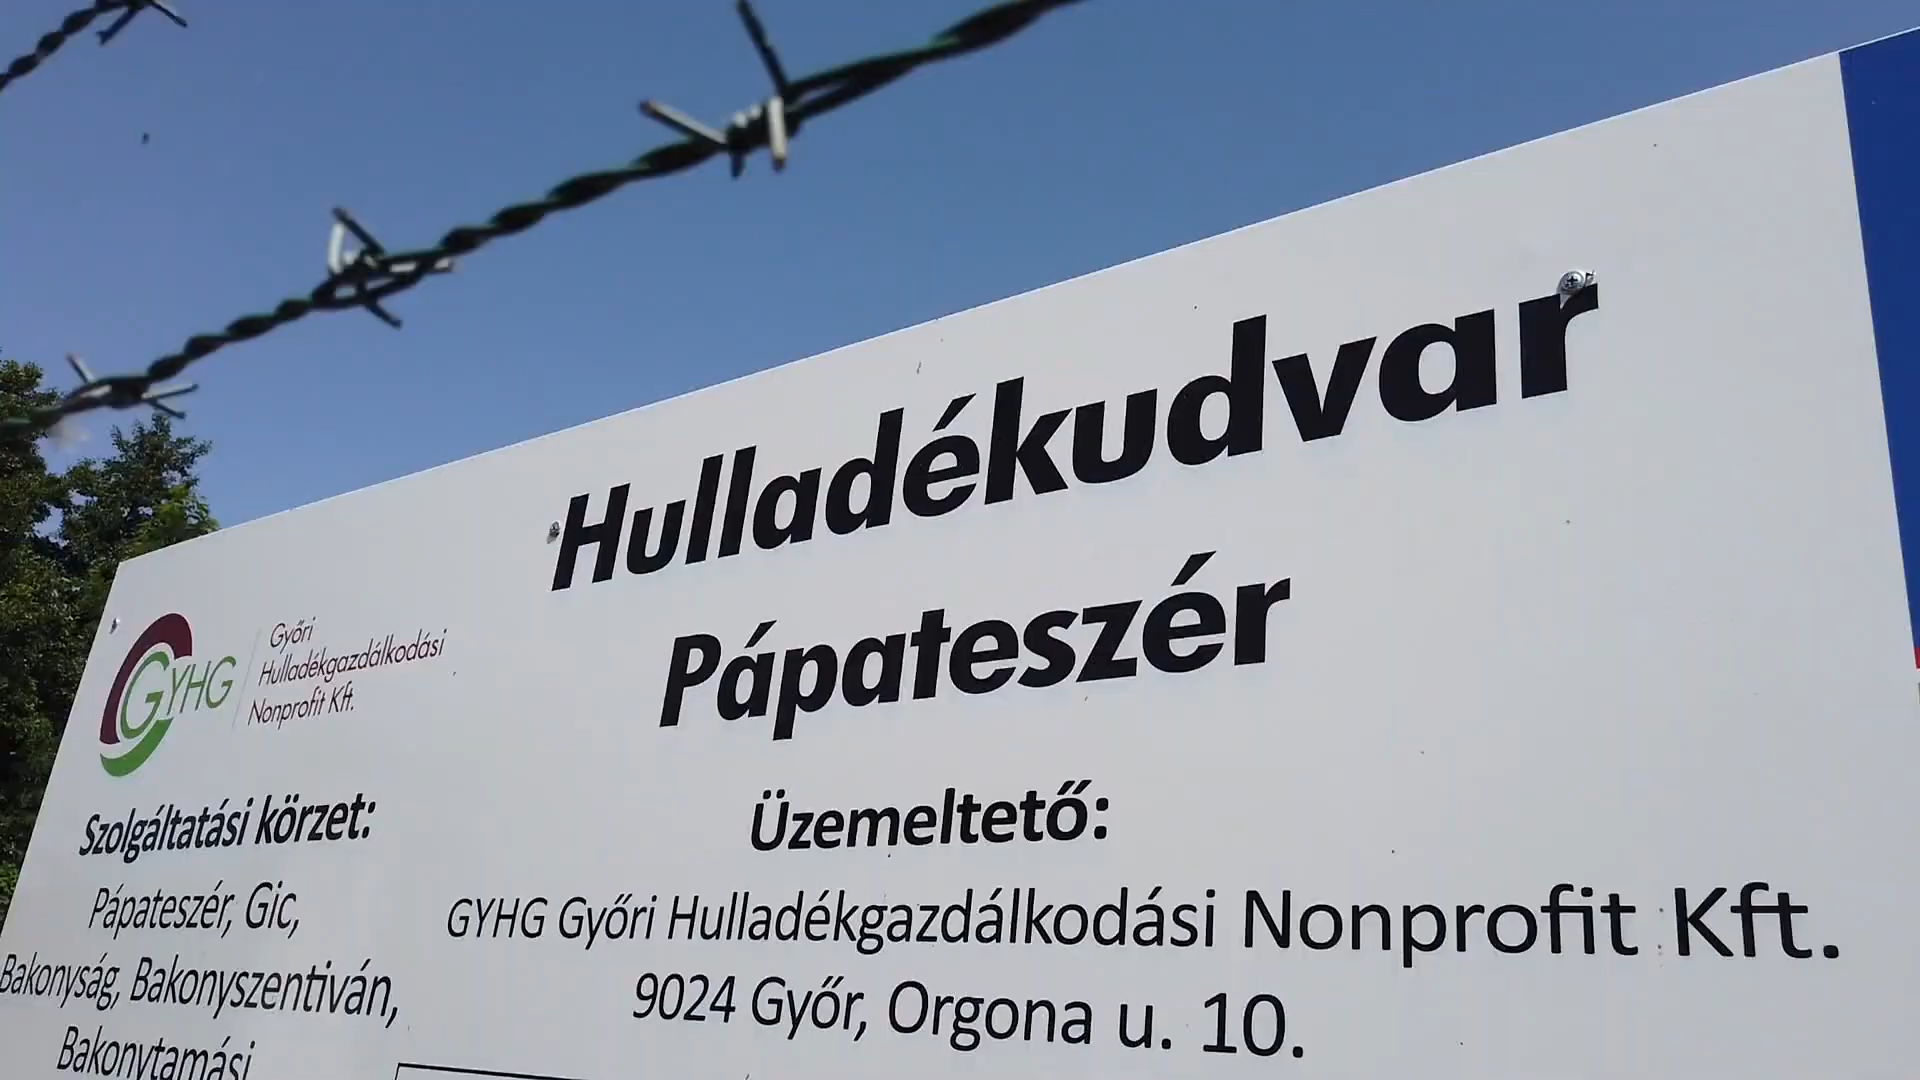 Hulladékudvar
Pápateszér
GYHG
Győri
Hulladékgazdálkodási
Nonprofit Kft.
Szolgáltatási körzet:
Pápateszér, Gic,
Bakonyság, Bakonyszentiván,
Bakonytamási
Üzemeltető:
GYHG Győri Hulladékgazdálkodási Nonprofit Kft.
9024 Győr, Orgona u. 10.